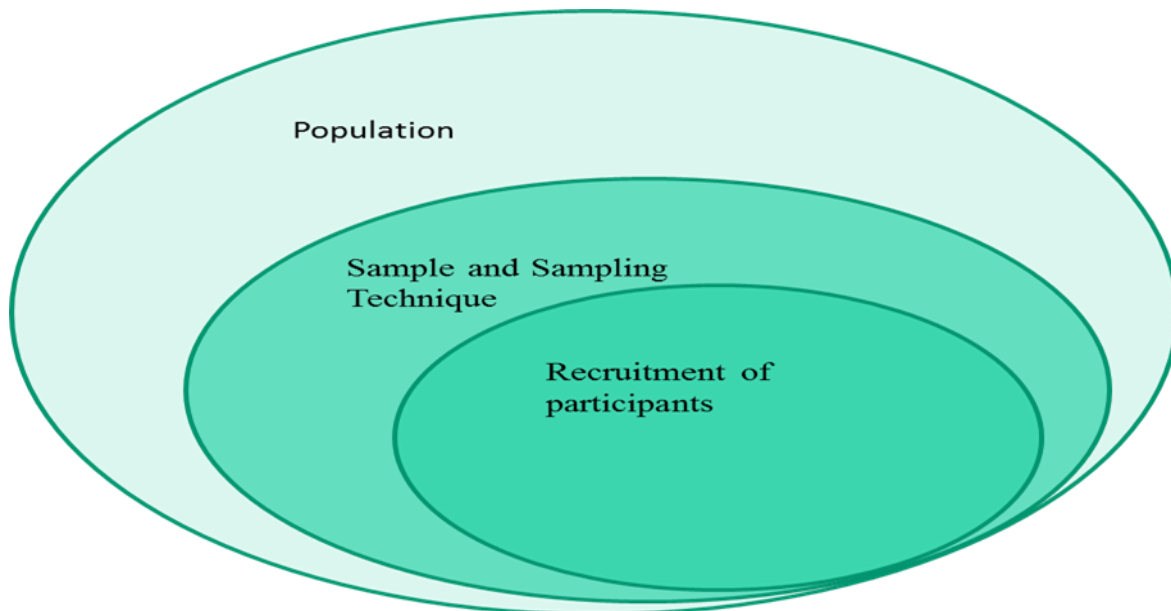 Population
Sample and Sampling
Technique
Recruitment of
participants